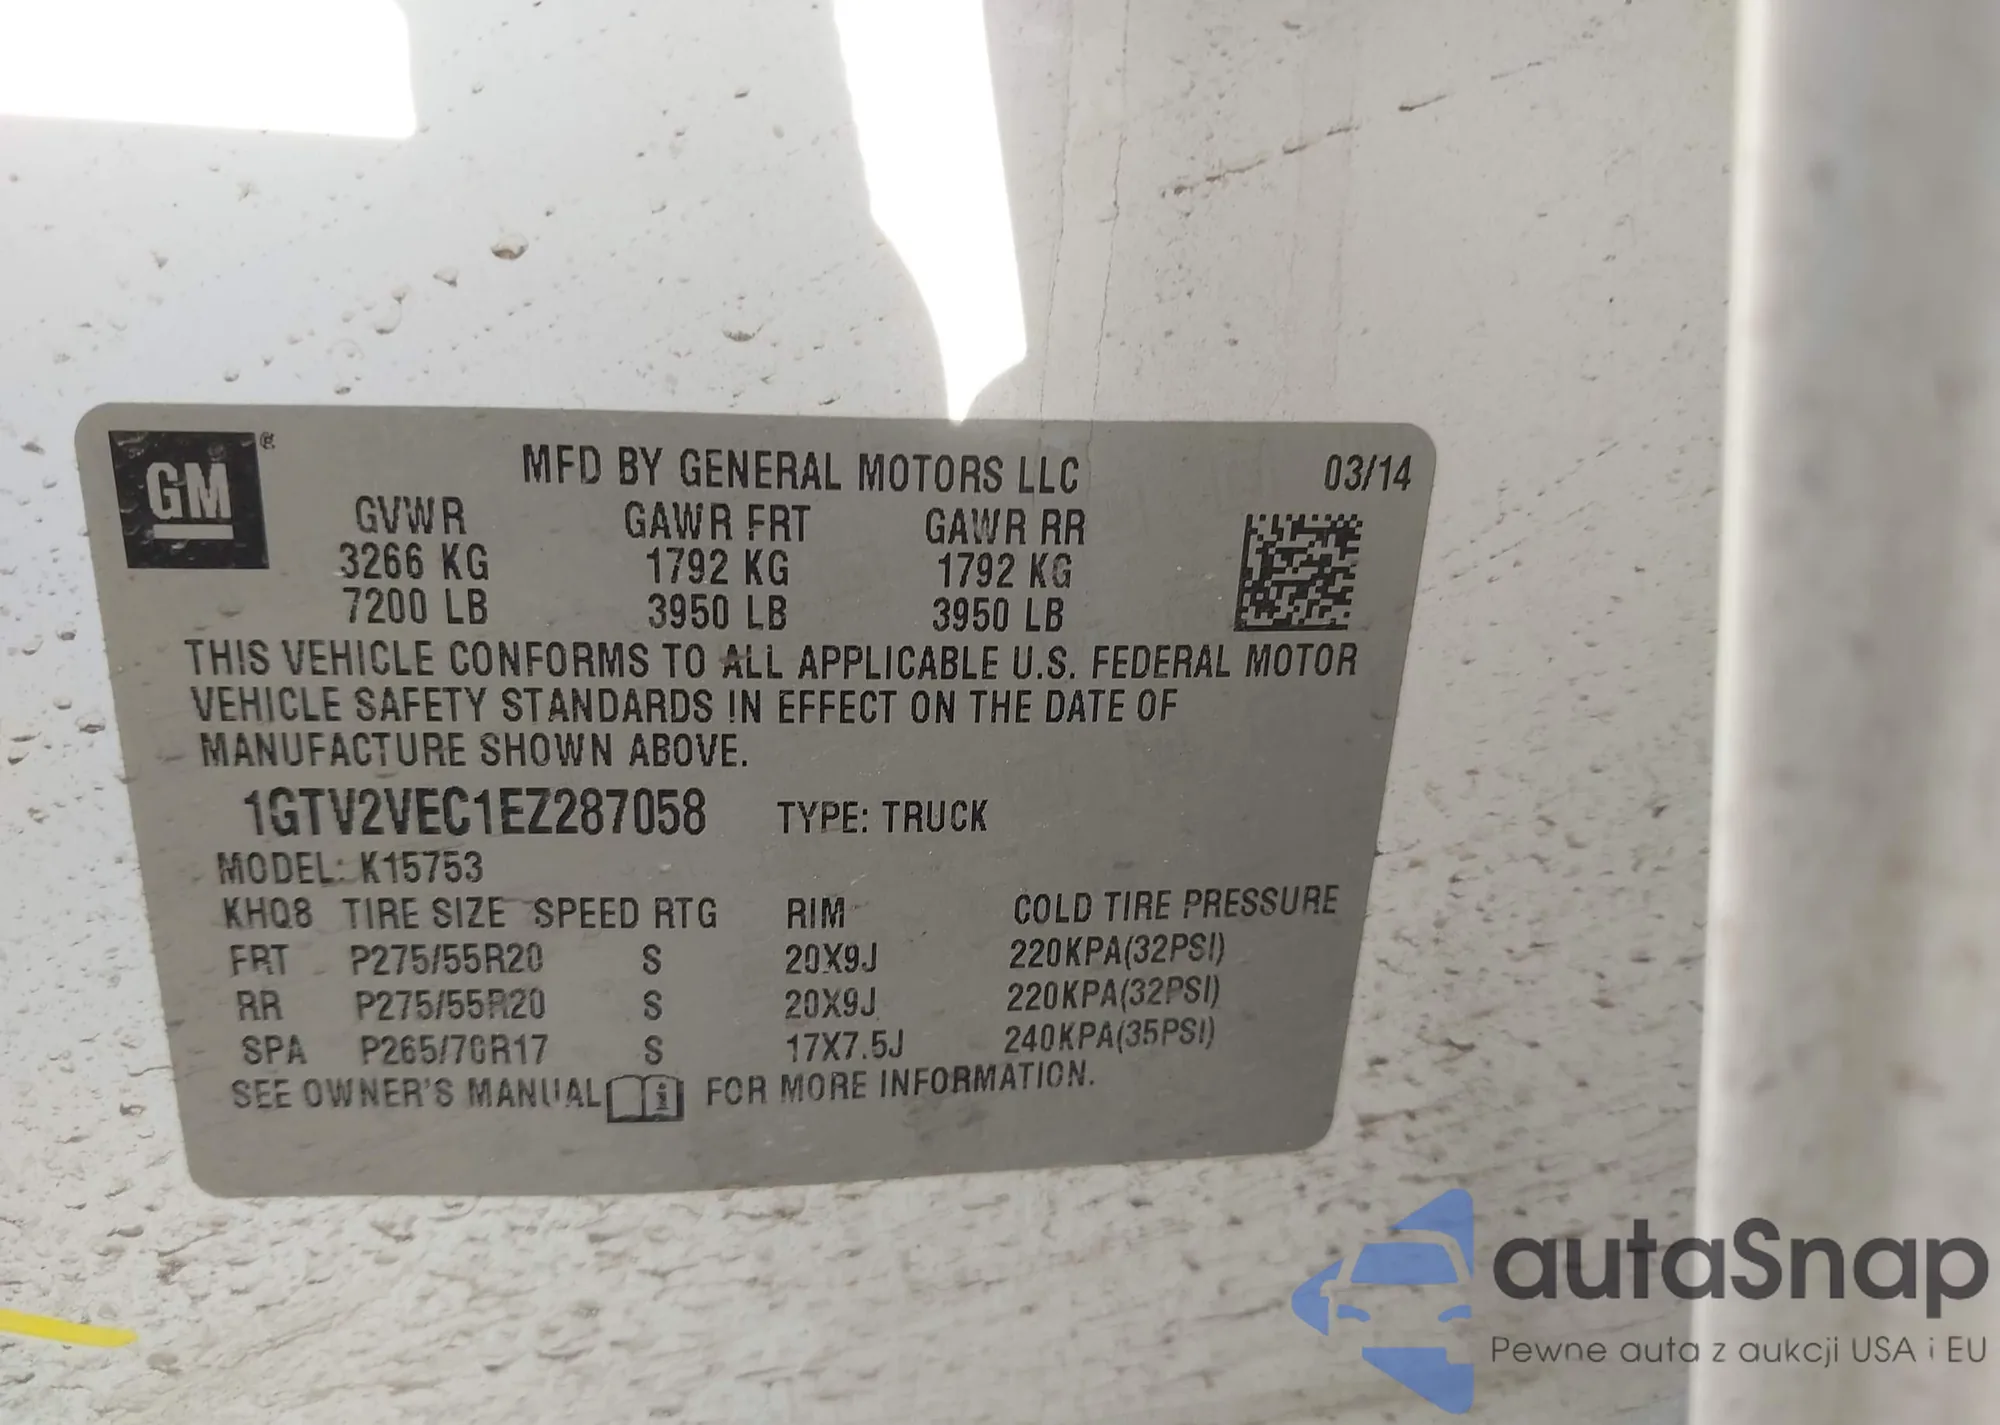 GM®
MFD BY GENERAL MOTORS LLC 03/14
GVWR GAWR FRT GAWR RR
3266 KG 1792 KG 1792 KG
7200 LB 3950 LB 3950 LB
THIS VEHICLE CONFORMS TO ALL APPLICABLE U.S. FEDERAL MOTOR
VEHICLE SAFETY STANDARDS IN EFFECT ON THE DATE OF
MANUFACTURE SHOWN ABOVE.
1GTV2VEC1EZ287058 TYPE: TRUCK
MODEL: K15753
KHQ8 TIRE SIZE SPEED RTG RIM COLD TIRE PRESSURE
FRT P275/55R20 S 20X9J 220KPA(32PSI)
RR P275/55R20 S 20X9J 220KPA(32PSI)
SPA P265/70R17 S 17X7.5J 240KPA(35PSI)
SEE OWNER'S MANUAL i FOR MORE INFORMATION.
autaSnap
Pewne auta z aukcji USA i EU